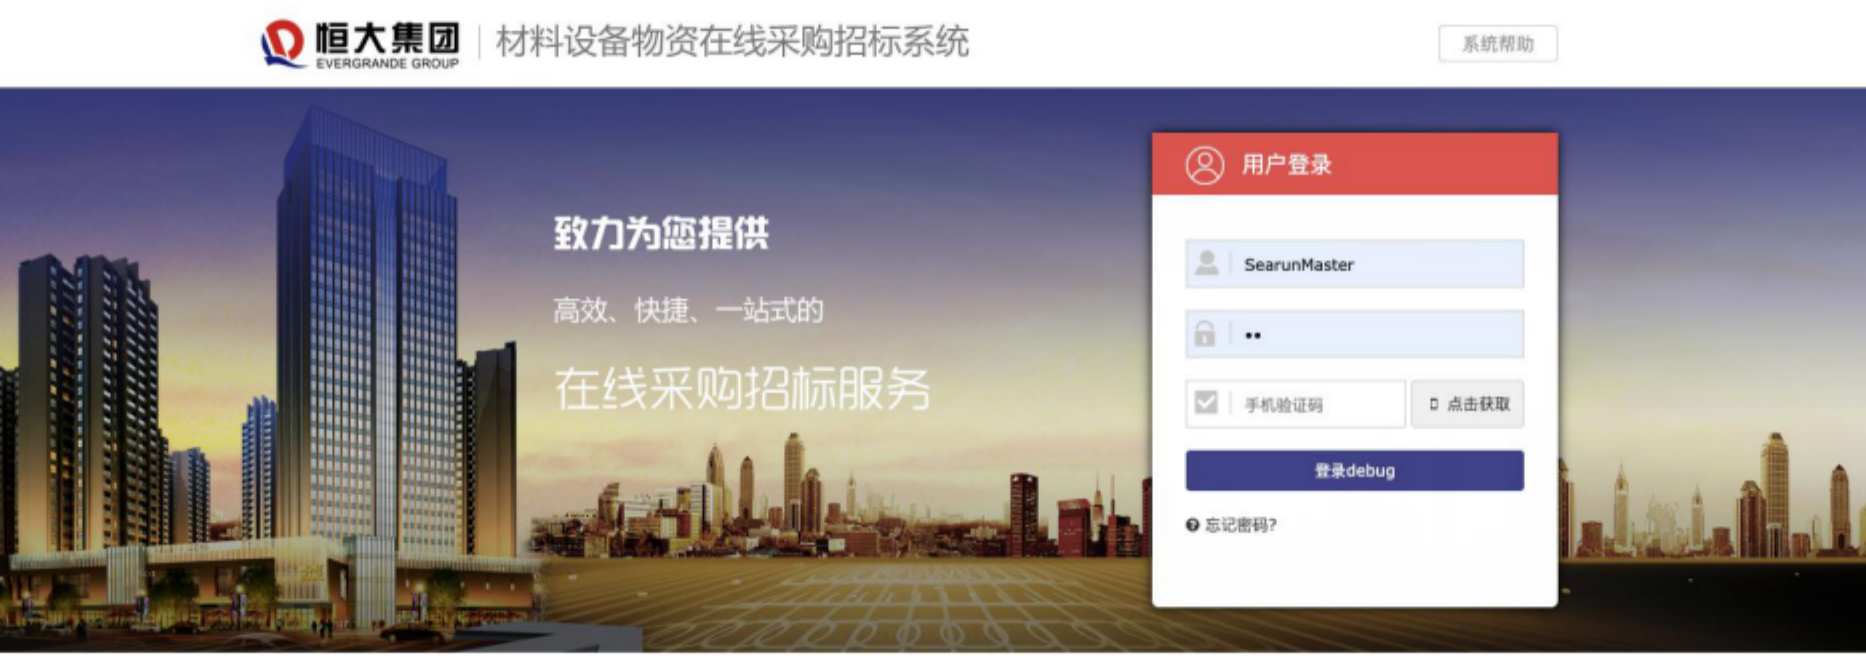 恒大集团
EVERGRANDE GROUP
材料设备物资在线采购招标系统
系统帮助
致力为您提供
高效、快捷、一站式的
在线采购招标服务
用户登录
SearunMaster
••
手机验证码
点击获取
登录debug
忘记密码?